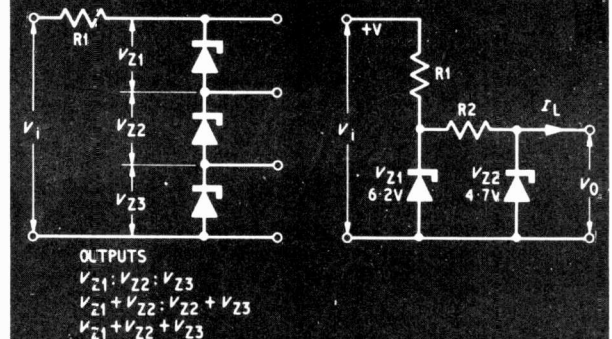 R1
Vi
VZ1
VZ2
VZ3
OUTPUTS
VZ1 : VZ2 : VZ3
VZ1 + VZ2 : VZ2 + VZ3
VZ1 + VZ2 + VZ3
+V
R1
R2
IL
Vi
VZ1
6·2V
VZ2
4·7V
VO